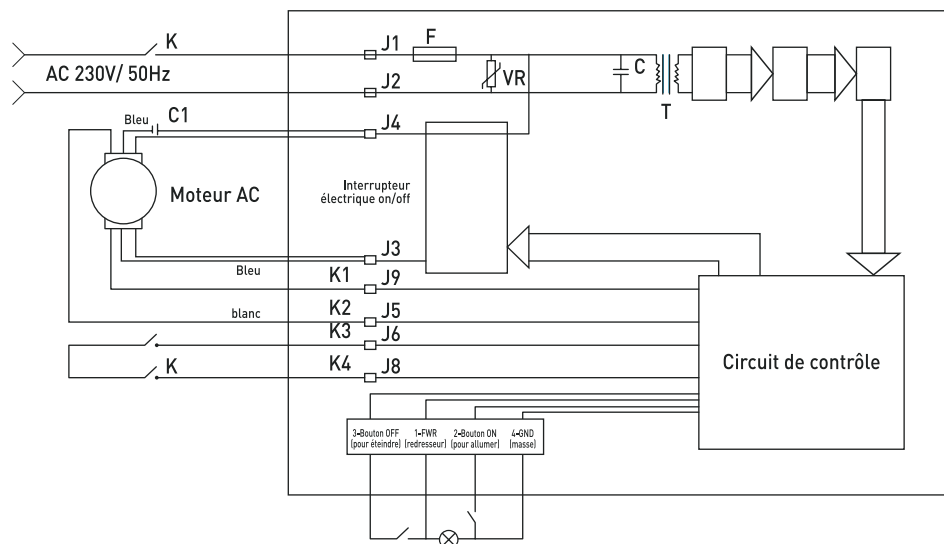 K
J1
F
AC 230V/ 50Hz
VR
C
J2
T
Bleu
C1
J4
Moteur AC
Interrupteur
électrique on/off
J3
Bleu
K1
J9
blanc
K2
J5
K3
J6
K
K4
J8
Circuit de contrôle
3-Bouton OFF
(pour éteindre)
1-FWR
(redresseur)
2-Bouton ON
(pour allumer)
4-GND
(masse)